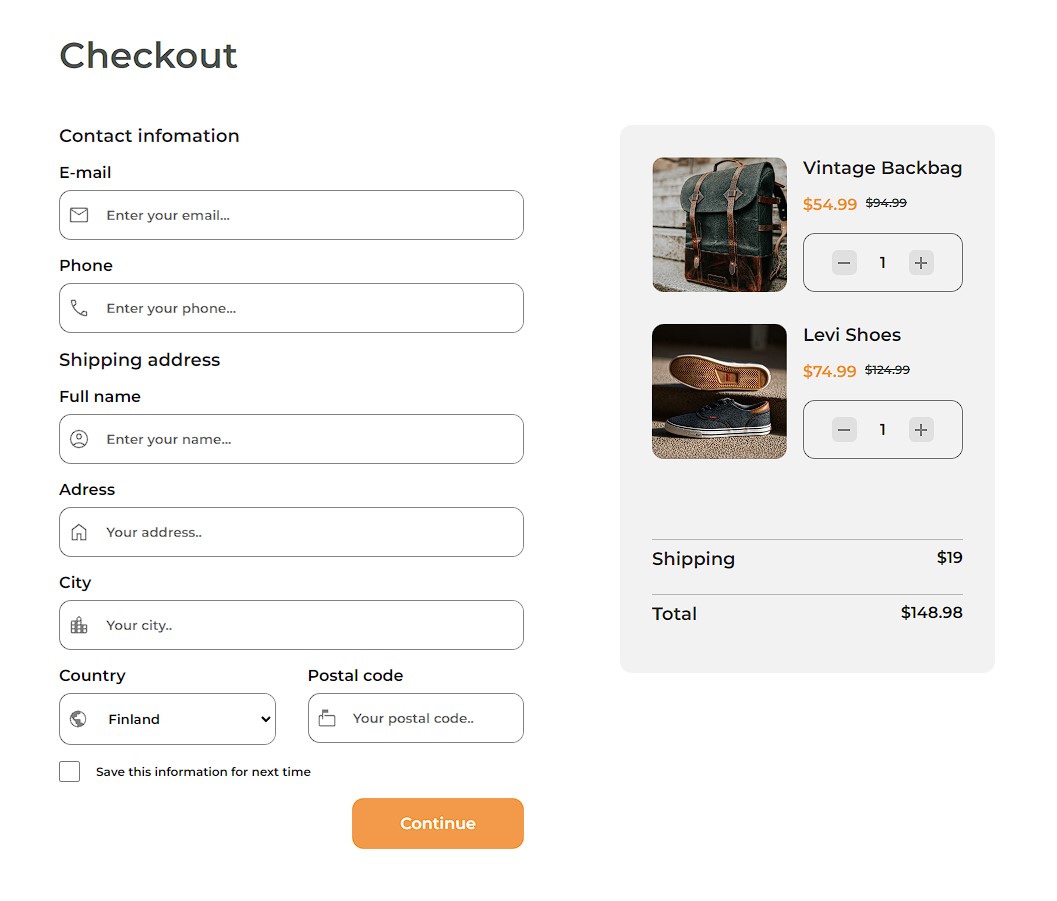 Checkout
Contact infomation
E-mail
Enter your email...
Phone
Enter your phone...
Shipping address
Full name
Enter your name...
Adress
Your address..
City
Your city..
Country
Finland
Postal code
Your postal code..
Save this information for next time
Continue
Vintage Backbag
$54.99 $94.99
1
Levi Shoes
$74.99 $124.99
1
Shipping $19
Total $148.98